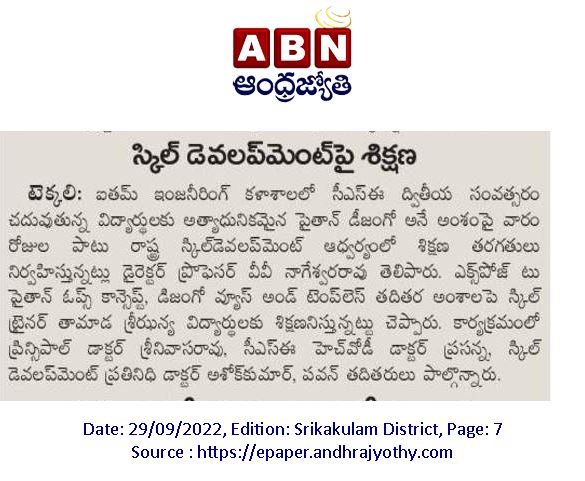 ABN
ఆంధ్రజ్యోతి
స్కిల్ డెవలప్‌మెంట్‌పై శిక్షణ
టెక్కలి: ఐతమ్ ఇంజనీరింగ్ కళాశాలలో సీఎస్ఈ ద్వితీయ సంవత్సరం
చదువుతున్న విద్యార్థులకు అత్యాధునికమైన పైతాన్ డీజంగో అనే అంశంపై వారం
రోజుల పాటు రాష్ట్ర స్కిల్‌డెవలప్‌మెంట్ ఆధ్వర్యంలో శిక్షణ తరగతులు
నిర్వహిస్తున్నట్లు డైరెక్టర్ ప్రొఫెసర్ వీవీ నాగేశ్వరరావు తెలిపారు. ఎక్స్‌పోజ్ టు
పైతాన్ ఓప్స్ కాన్సెప్ట్, డిజంగో వ్యూస్ అండ్ టెంప్‌లెస్ తదితర అంశాలపె స్కిల్
ట్రైనర్ తామాడ శ్రీఝన్య విద్యార్థులకు శిక్షణనిస్తున్నట్టు చెప్పారు. కార్యక్రమంలో
ప్రిన్సిపాల్ డాక్టర్ శ్రీనివాసరావు, సీఎస్ఈ హెచ్‌వోడీ డాక్టర్ ప్రసన్న, స్కిల్
డెవలప్‌మెంట్ ప్రతినిధి డాక్టర్ అశోక్‌కుమార్, పవన్ తదితరులు పాల్గొన్నారు.
Date: 29/09/2022, Edition: Srikakulam District, Page: 7
Source : https://epaper.andhrajyothy.com